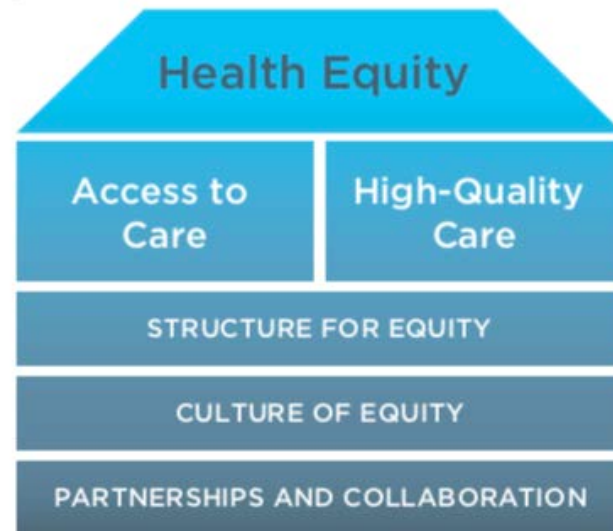 Health Equity
Access to
Care
High-Quality
Care
STRUCTURE FOR EQUITY
CULTURE OF EQUITY
PARTNERSHIPS AND COLLABORATION